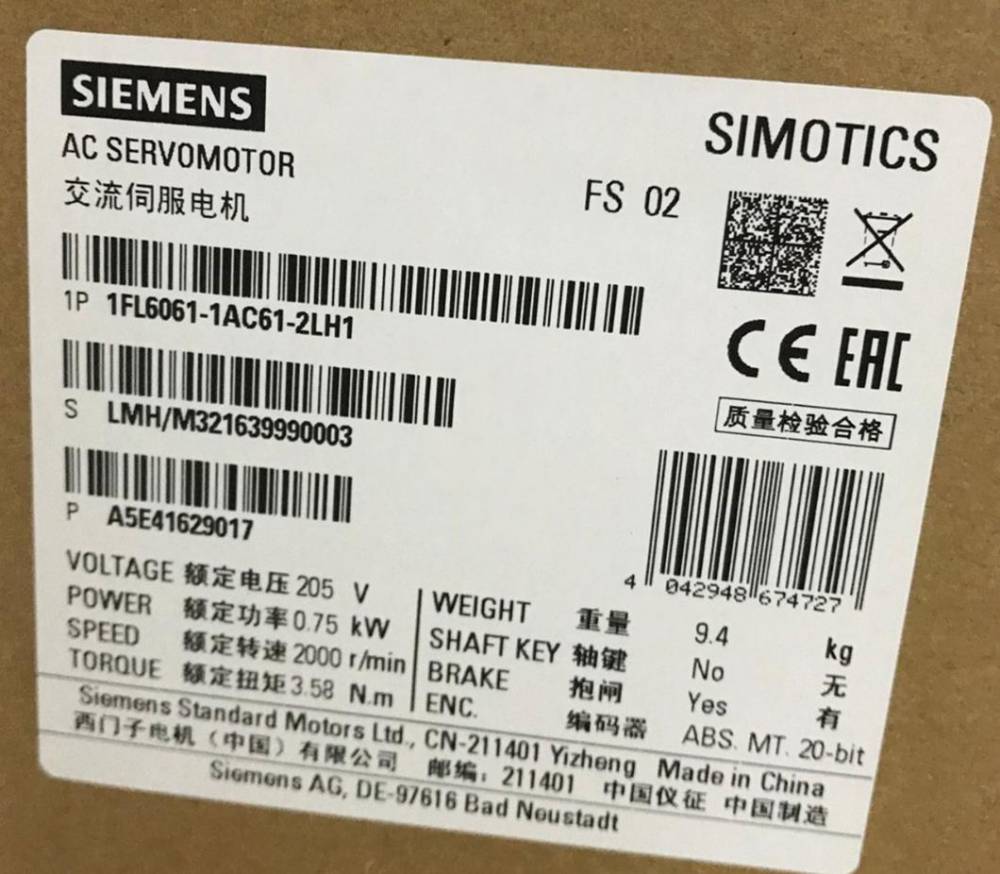 SIEMENS
SIMOTICS
AC SERVOMOTOR
交流伺服电机
FS 02
1P 1FL6061-1AC61-2LH1
CE EAC
S LMH/M321639990003
质量检验合格
P A5E41629017
4 042948 674727
VOLTAGE 额定电压 205 V
POWER 额定功率 0.75 kW
SPEED 额定转速 2000 r/min
TORQUE 额定扭矩 3.58 N.m
WEIGHT 重量 9.4 kg
SHAFT KEY 轴键 No 无
BRAKE 抱闸 Yes 有
ENC. 编码器 ABS. MT. 20-bit
Siemens Standard Motors Ltd., CN-211401 Yizheng Made in China
西门子电机（中国）有限公司 邮编：211401 中国仪征 中国制造
Siemens AG, DE-97616 Bad Neustadt